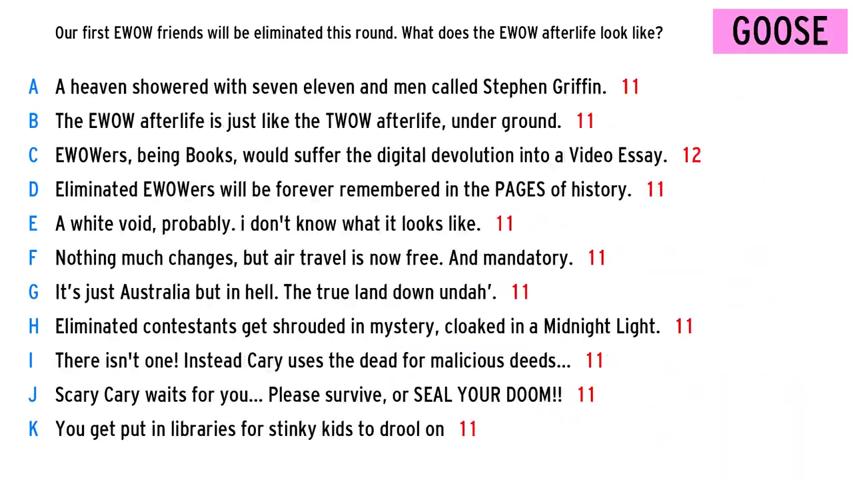 Our first EWOW friends will be eliminated this round. What does the EWOW afterlife look like?
GOOSE
A A heaven showered with seven eleven and men called Stephen Griffin. 11
B The EWOW afterlife is just like the TWOW afterlife, under ground. 11
C EWOWers, being Books, would suffer the digital devolution into a Video Essay. 12
D Eliminated EWOWers will be forever remembered in the PAGES of history. 11
E A white void, probably. i don't know what it looks like. 11
F Nothing much changes, but air travel is now free. And mandatory. 11
G It’s just Australia but in hell. The true land down undah’. 11
H Eliminated contestants get shrouded in mystery, cloaked in a Midnight Light. 11
I There isn't one! Instead Cary uses the dead for malicious deeds... 11
J Scary Cary waits for you... Please survive, or SEAL YOUR DOOM!! 11
K You get put in libraries for stinky kids to drool on 11